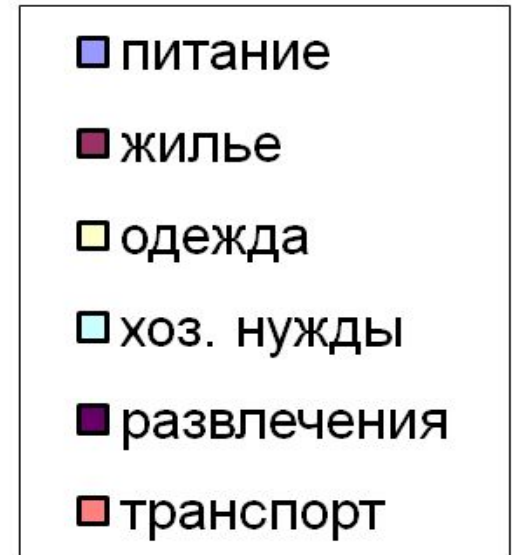 питание
жилье
одежда
хоз. нужды
развлечения
транспорт